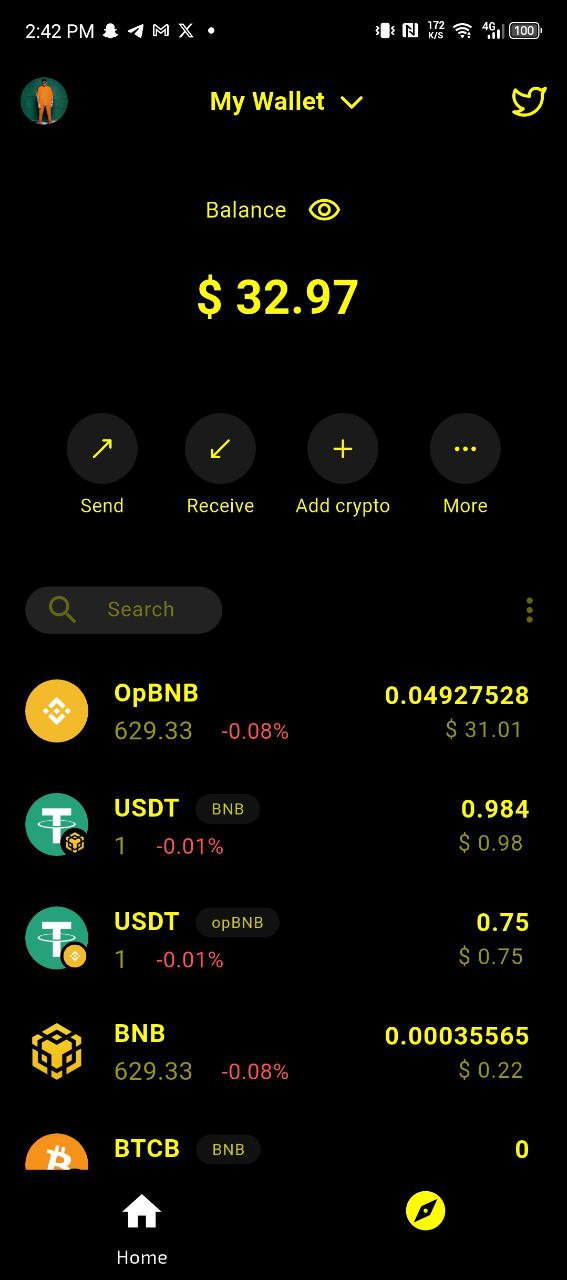 2:42 PM 172 K/S 4G 100
My Wallet
Balance
$ 32.97
Send Receive Add crypto More
Search
OpBNB 0.04927528
629.33 -0.08% $ 31.01
USDT BNB 0.984
1 -0.01% $ 0.98
USDT opBNB 0.75
1 -0.01% $ 0.75
BNB 0.00035565
629.33 -0.08% $ 0.22
BTCB BNB 0
Home